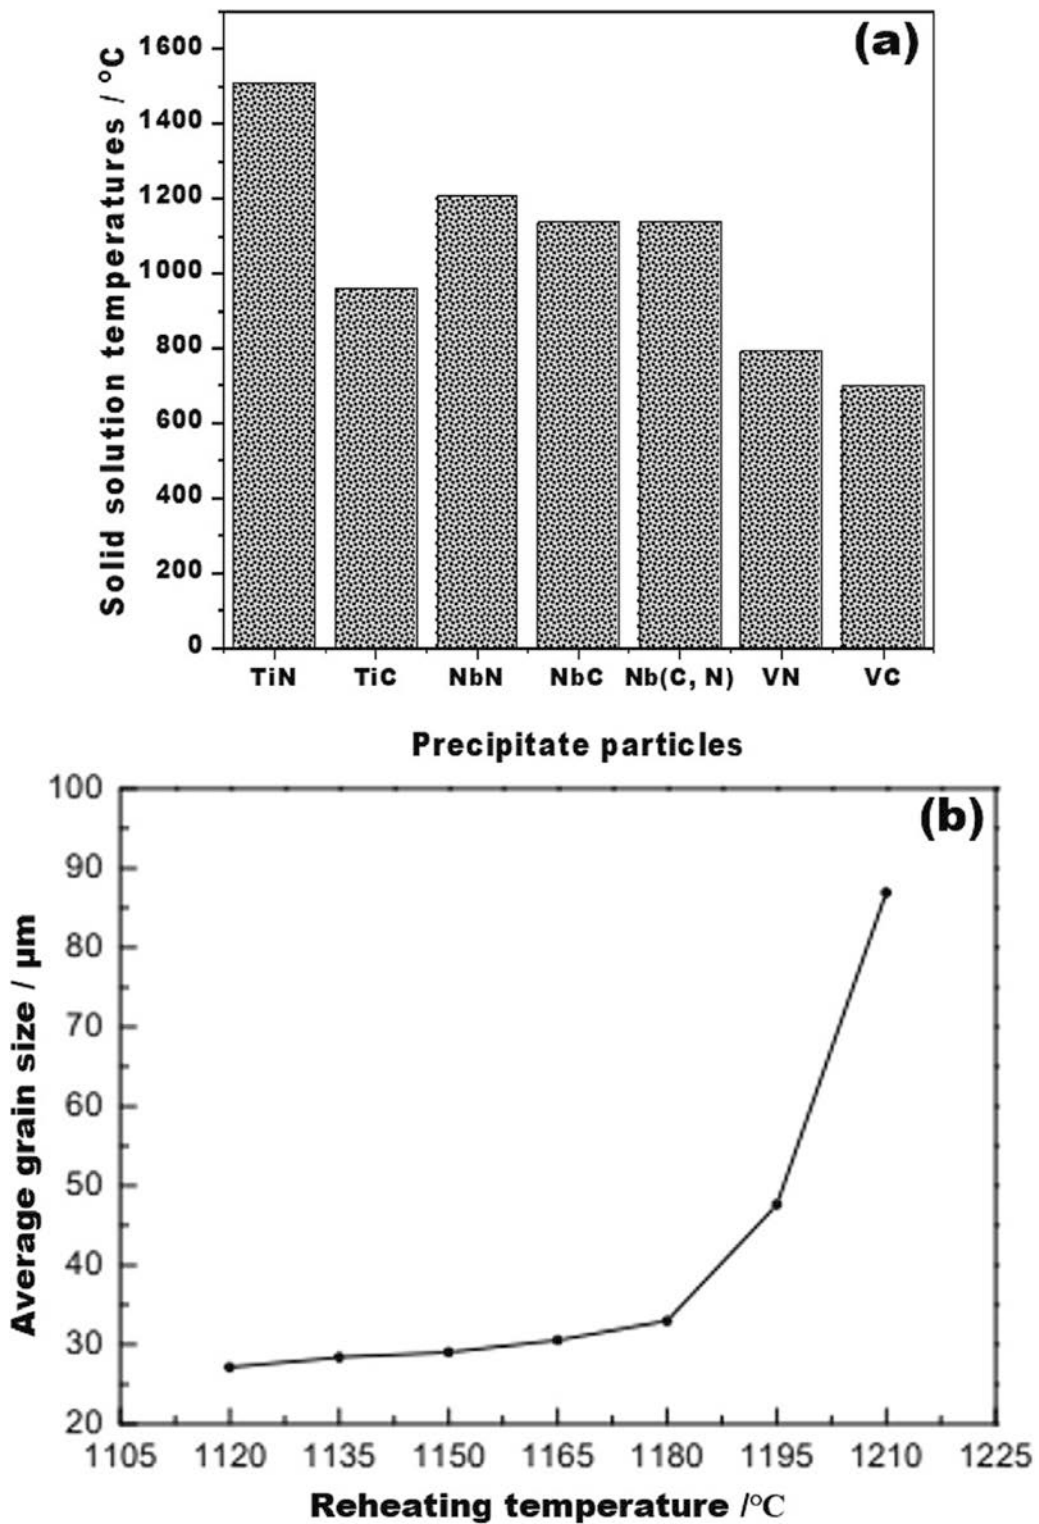 (a)
Solid solution temperatures / °C
1600
1400
1200
1000
800
600
400
200
0
TiN TiC NbN NbC Nb(C, N) VN VC
Precipitate particles
(b)
Average grain size / µm
100
90
80
70
60
50
40
30
20
1105 1120 1135 1150 1165 1180 1195 1210 1225
Reheating temperature /°C